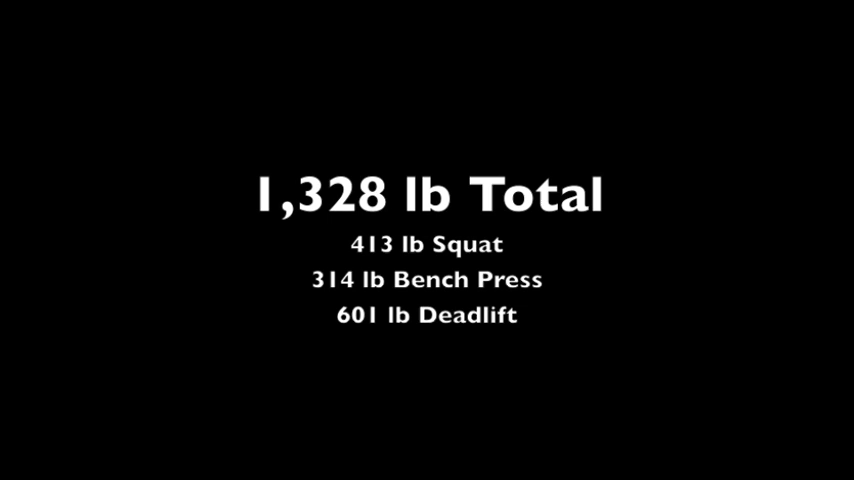 1,328 lb Total
413 lb Squat
314 lb Bench Press
601 lb Deadlift